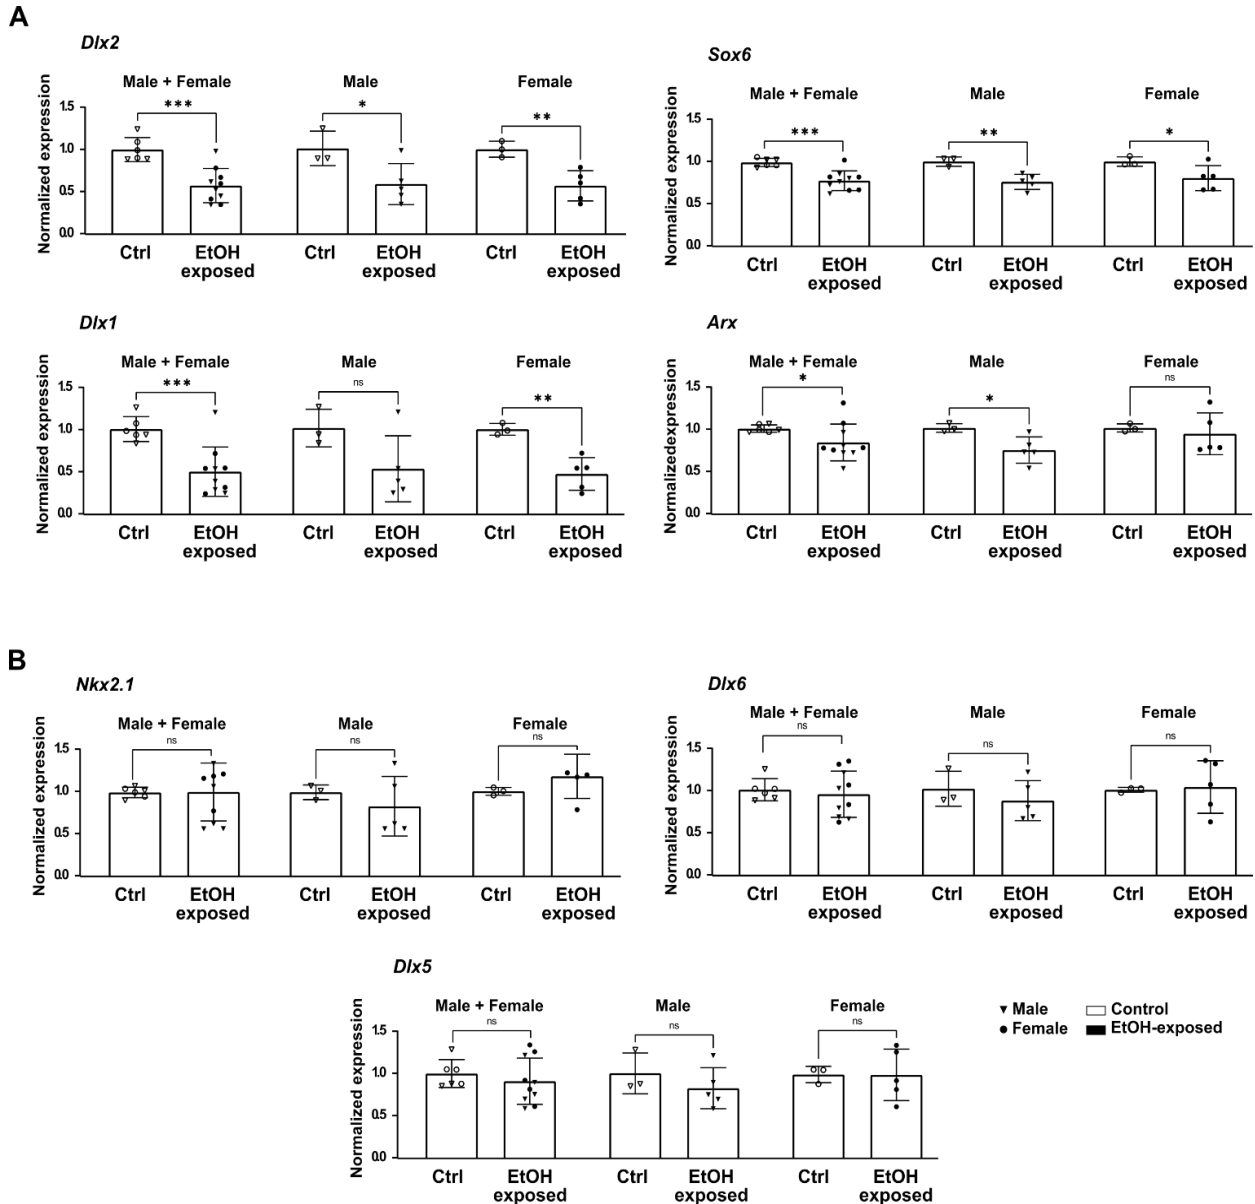 A
Dlx2
Male + Female
Male
Female
***
*
**
Normalized expression
1.5
1.0
0.5
0.0
Ctrl
EtOH
exposed
Ctrl
EtOH
exposed
Ctrl
EtOH
exposed
Sox6
Male + Female
Male
Female
***
**
*
Normalized expression
1.5
1.0
0.5
0.0
Ctrl
EtOH
exposed
Ctrl
EtOH
exposed
Ctrl
EtOH
exposed
Dlx1
Male + Female
Male
Female
***
ns
**
Normalized expression
1.5
1.0
0.5
0.0
Ctrl
EtOH
exposed
Ctrl
EtOH
exposed
Ctrl
EtOH
exposed
Arx
Male + Female
Male
Female
*
*
ns
Normalizedexpression
1.5
1.0
0.5
0.0
Ctrl
EtOH
exposed
Ctrl
EtOH
exposed
Ctrl
EtOH
exposed
B
Nkx2.1
Male + Female
Male
Female
ns
ns
ns
Normalized expression
1.5
1.0
0.5
0.0
Ctrl
EtOH
exposed
Ctrl
EtOH
exposed
Ctrl
EtOH
exposed
Dlx6
Male + Female
Male
Female
ns
ns
ns
Normalized expression
1.5
1.0
0.5
0.0
Ctrl
EtOH
exposed
Ctrl
EtOH
exposed
Ctrl
EtOH
exposed
Dlx5
Male + Female
Male
Female
ns
ns
ns
Normalized expression
1.5
1.0
0.5
0.0
Ctrl
EtOH
exposed
Ctrl
EtOH
exposed
Ctrl
EtOH
exposed
Male
Control
Female
EtOH-exposed